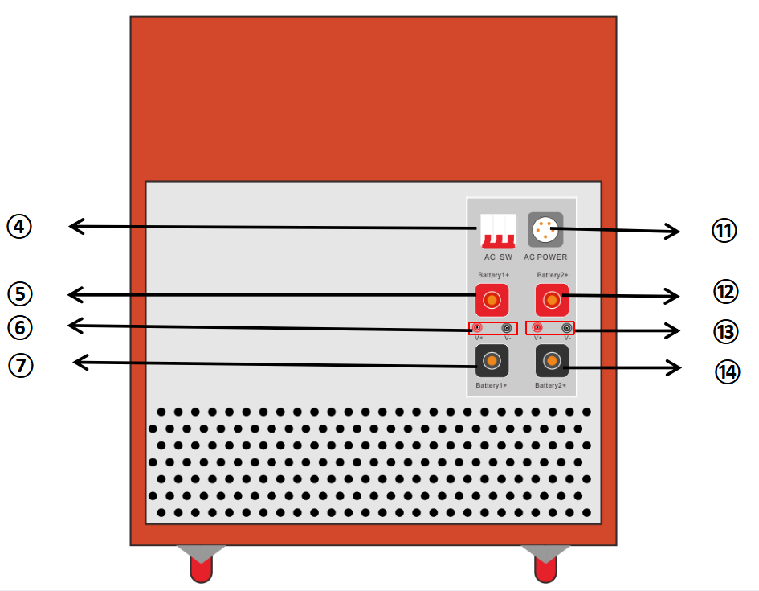 ④
⑪
AC SW AC POWER
Battery1+ Battery2+
⑤
⑫
⑥
⑬
V+ V- V+ V-
⑦
⑭
Battery1+ Battery2+